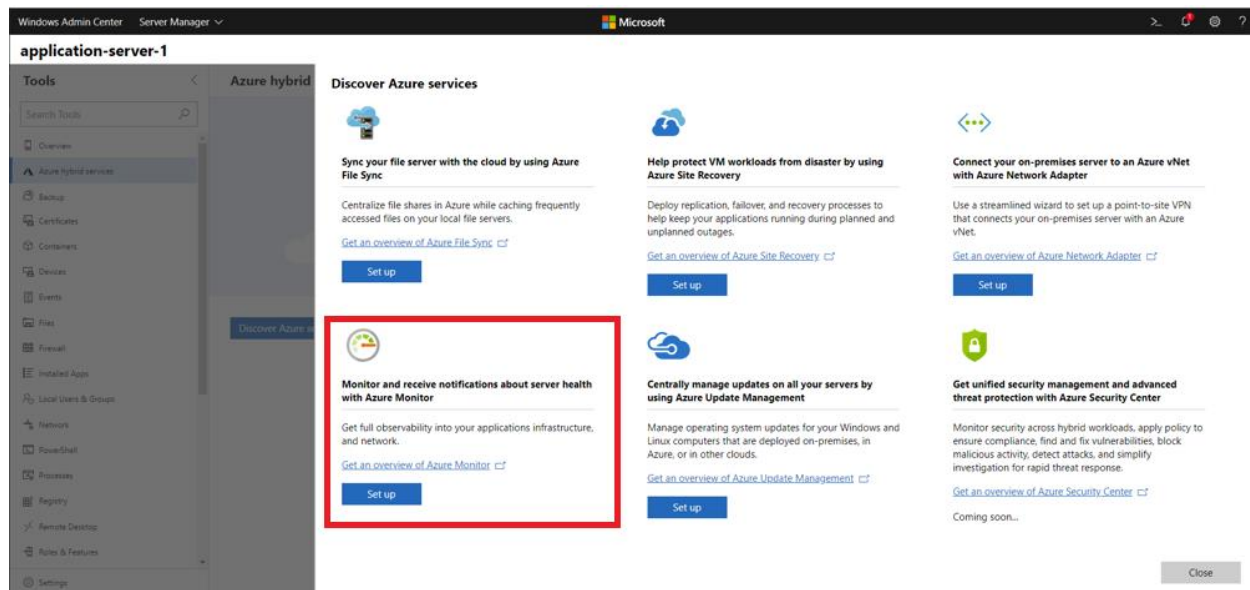 Windows Admin Center Server Manager
Microsoft
application-server-1
Tools
Search Tools
Overview
Azure hybrid services
Backup
Certificates
Containers
Devices
Events
Files
Firewall
Installed Apps
Local Users & Groups
Network
PowerShell
Processes
Registry
Remote Desktop
Roles & Features
Settings
Azure hybrid
Discover Azure se
Discover Azure services
Sync your file server with the cloud by using Azure
File Sync
Centralize file shares in Azure while caching frequently
accessed files on your local file servers.
Get an overview of Azure File Sync
Set up
Help protect VM workloads from disaster by using
Azure Site Recovery
Deploy replication, failover, and recovery processes to
help keep your applications running during planned and
unplanned outages.
Get an overview of Azure Site Recovery
Set up
Connect your on-premises server to an Azure vNet
with Azure Network Adapter
Use a streamlined wizard to set up a point-to-site VPN
that connects your on-premises server with an Azure
vNet.
Get an overview of Azure Network Adapter
Set up
Monitor and receive notifications about server health
with Azure Monitor
Get full observability into your applications infrastructure,
and network.
Get an overview of Azure Monitor
Set up
Centrally manage updates on all your servers by
using Azure Update Management
Manage operating system updates for your Windows and
Linux computers that are deployed on-premises, in
Azure, or in other clouds.
Get an overview of Azure Update Management
Set up
Get unified security management and advanced
threat protection with Azure Security Center
Monitor security across hybrid workloads, apply policy to
ensure compliance, find and fix vulnerabilities, block
malicious activity, detect attacks, and simplify
investigation for rapid threat response.
Get an overview of Azure Security Center
Coming soon...
Close